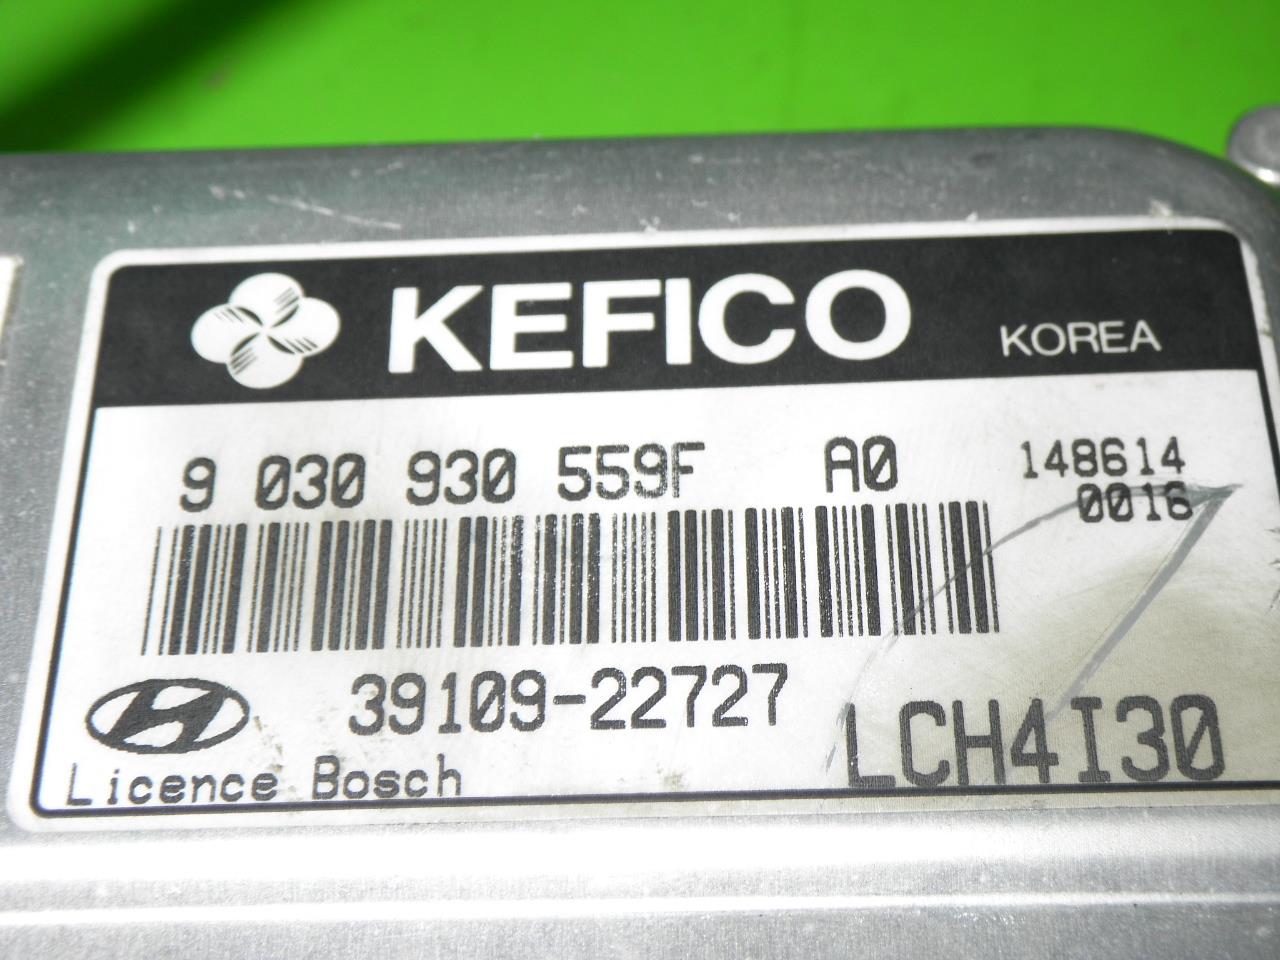 KEFICO KOREA
9 030 930 559F A0 148614
0016
39109-22727
LCH4I30
Licence Bosch